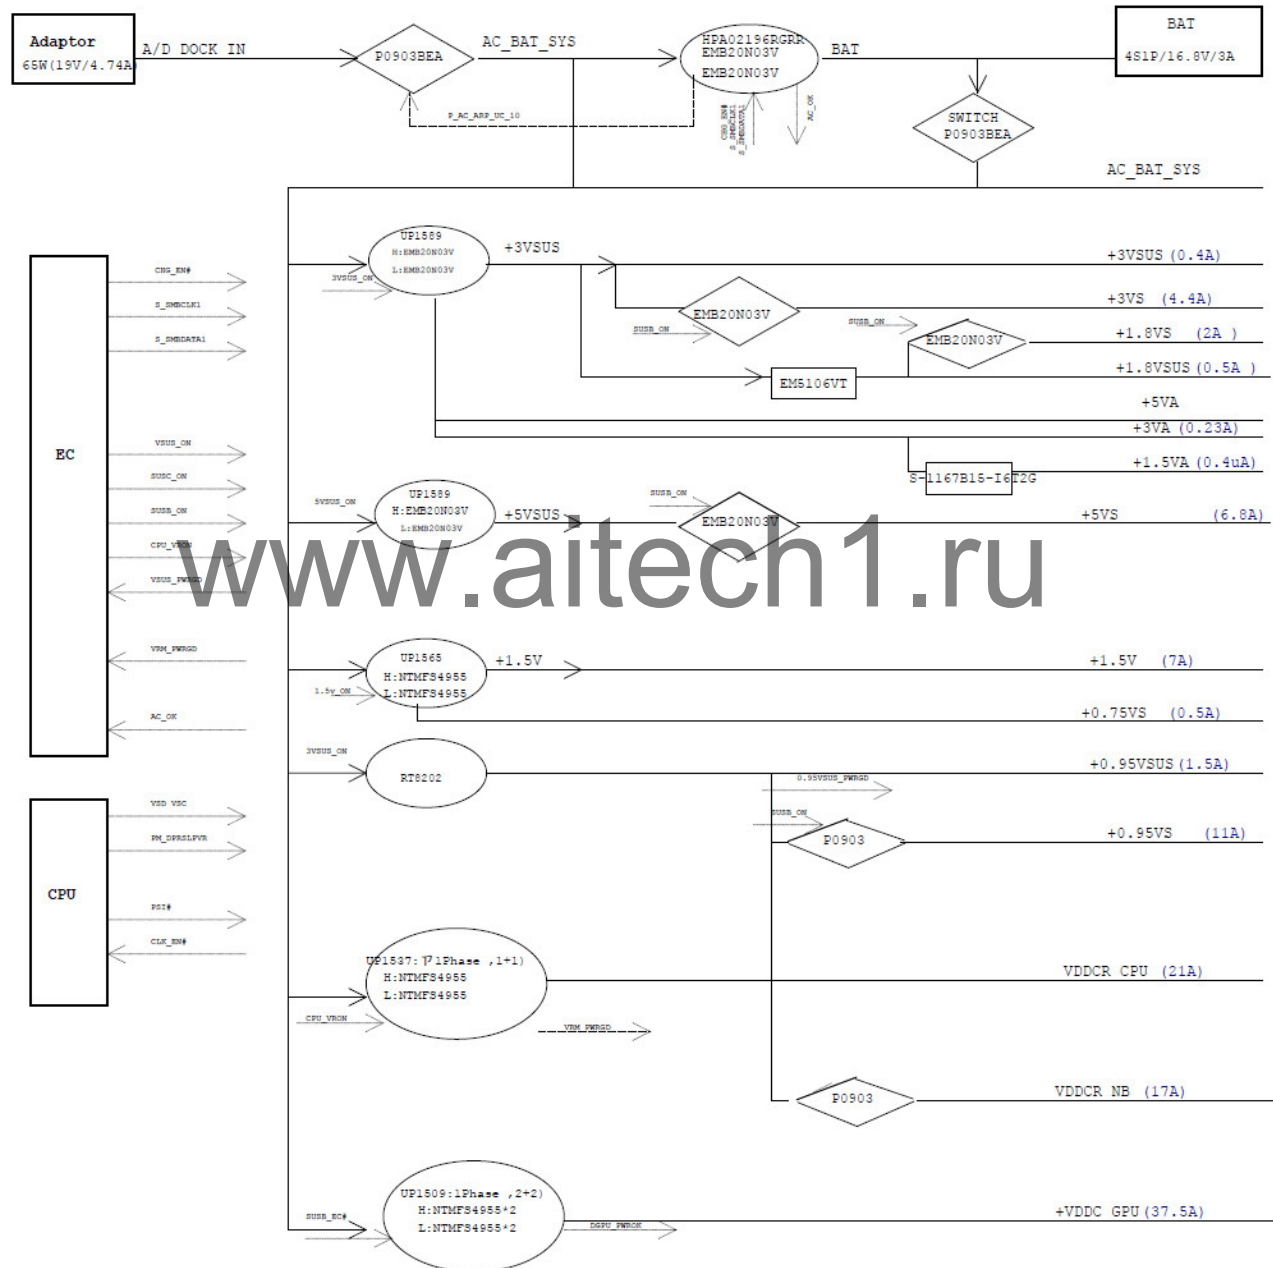 Adaptor
65W(19V/4.74A)
A/D DOCK IN
P0903BEA
AC_BAT_SYS
HPA02196RGRR
EMB20N03V
EMB20N03V
BAT
BAT
4S1P/16.8V/3A
P_AC_ARP_UC_10
CHG_EN#
S_SMBCLK1
S_SMBDATA1
AC_OK
SWITCH
P0903BEA
AC_BAT_SYS
UP1589
H:EMB20N03V
L:EMB20N03V
3VSUS_ON
+3VSUS
+3VSUS (0.4A)
EMB20N03V
SUSB_ON
+3VS (4.4A)
SUSB_ON
EMB20N03V
+1.8VS (2A )
EM5106VT
+1.8VSUS (0.5A )
+5VA
+3VA (0.23A)
S-1167B15-I6T2G
+1.5VA (0.4uA)
EC
CHG_EN#
S_SMBCLK1
S_SMBDATA1
VSUS_ON
SUSC_ON
SUSB_ON
CPU_VRON
VSUS_PWRGD
VRM_PWRGD
AC_OK
5VSUS_ON
UP1589
H:EMB20N03V
L:EMB20N03V
+5VSUS
SUSB_ON
EMB20N03V
+5VS (6.8A)
www.aitech1.ru
UP1565
H:NTMFS4955
L:NTMFS4955
1.5v_ON
+1.5V
+1.5V (7A)
+0.75VS (0.5A)
3VSUS_ON
RT8202
+0.95VSUS (1.5A)
0.95VSUS_PWRGD
SUSB_ON
P0903
+0.95VS (11A)
CPU
VSD VSC
PM_DPRSLPVR
PSI#
CLK_EN#
UP1537: 1Phase ,1+1)
H:NTMFS4955
L:NTMFS4955
CPU_VRON
VRM_PWRGD
VDDCR CPU (21A)
P0903
VDDCR NB (17A)
UP1509:1Phase ,2+2)
H:NTMFS4955*2
L:NTMFS4955*2
SUSB_EC#
DGPU_PWROK
+VDDC GPU (37.5A)